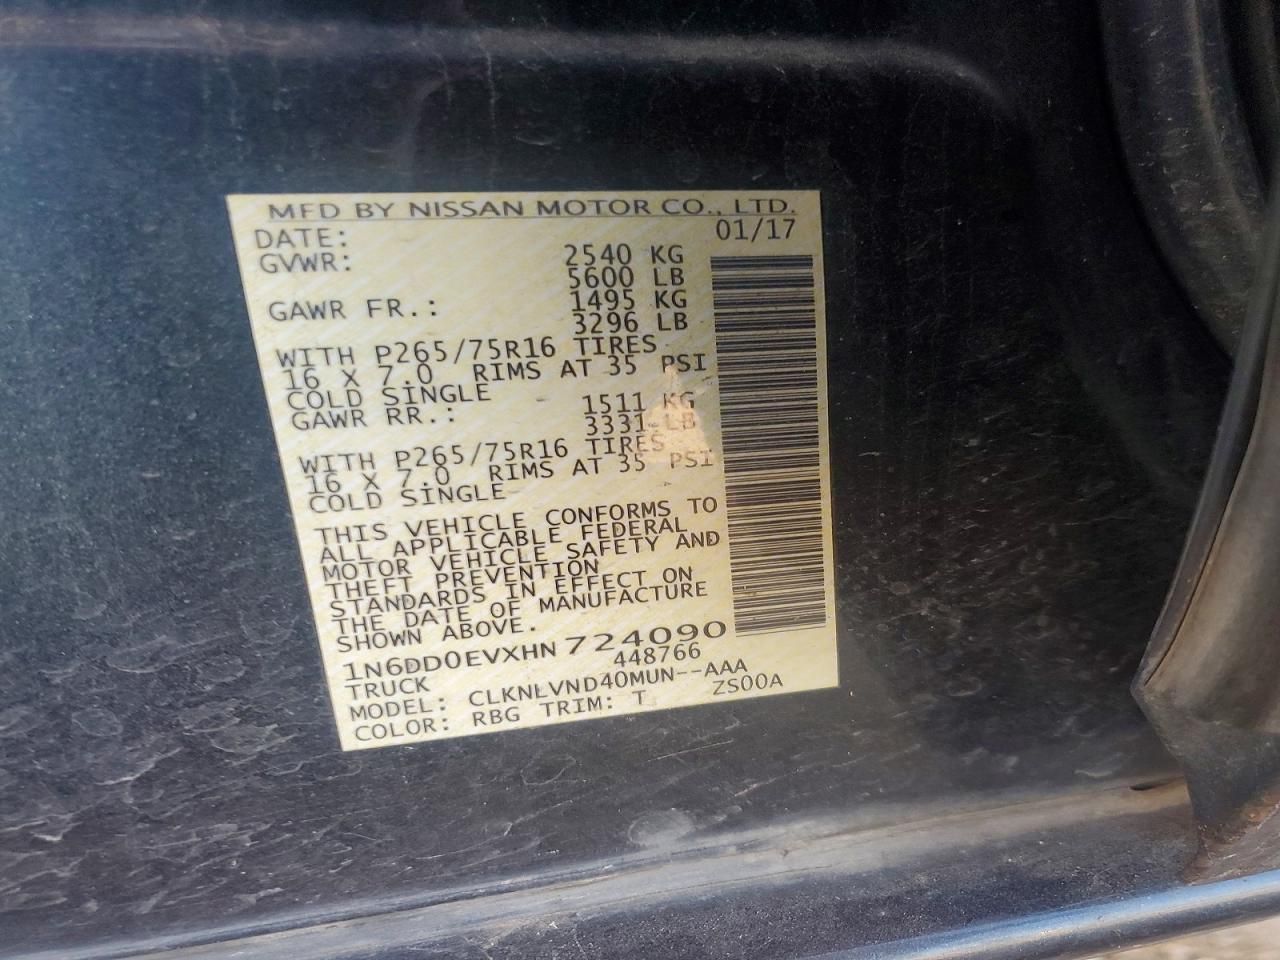 MFD BY NISSAN MOTOR CO., LTD.
DATE: 01/17
GVWR: 2540 KG
5600 LB
GAWR FR.: 1495 KG
3296 LB
WITH P265/75R16 TIRES
16 X 7.0 RIMS AT 35 PSI
COLD SINGLE
GAWR RR.: 1511 KG
3331 LB
WITH P265/75R16 TIRES
16 X 7.0 RIMS AT 35 PSI
COLD SINGLE
THIS VEHICLE CONFORMS TO
ALL APPLICABLE FEDERAL
MOTOR VEHICLE SAFETY AND
THEFT PREVENTION
STANDARDS IN EFFECT ON
THE DATE OF MANUFACTURE
SHOWN ABOVE.
1N6DD0EVXHN 724090
TRUCK 448766
MODEL: CLKNLVND40MUN--AAA
COLOR: RBG TRIM: T ZS00A